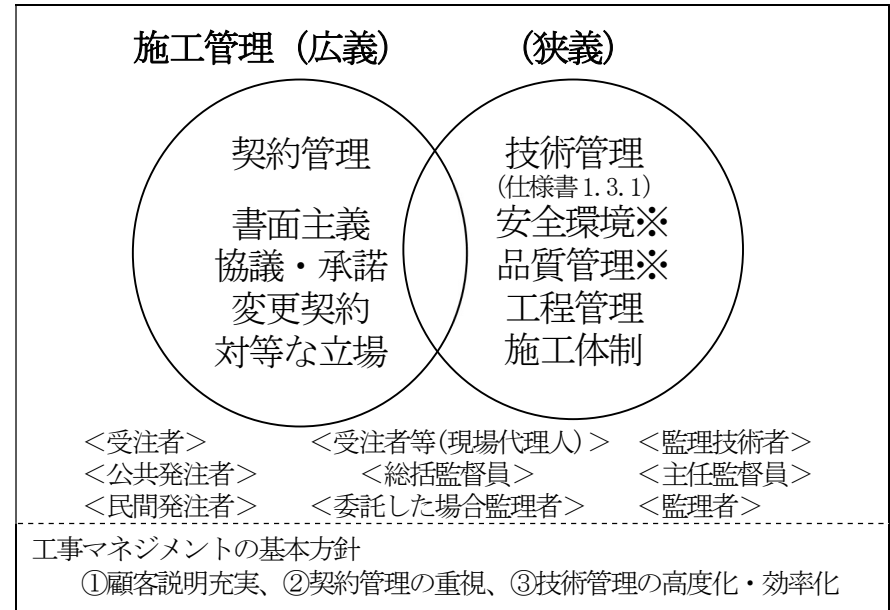 施工管理（広義）　（狭義）
契約管理
書面主義
協議・承諾
変更契約
対等な立場
技術管理
(仕様書1.3.1)
安全環境※
品質管理※
工程管理
施工体制
＜受注者＞　＜受注者等(現場代理人)＞　＜監理技術者＞
＜公共発注者＞　＜総括監督員＞　＜主任監督員＞
＜民間発注者＞　＜委託した場合監理者＞　＜監理者＞
工事マネジメントの基本方針
①顧客説明充実、②契約管理の重視、③技術管理の高度化・効率化